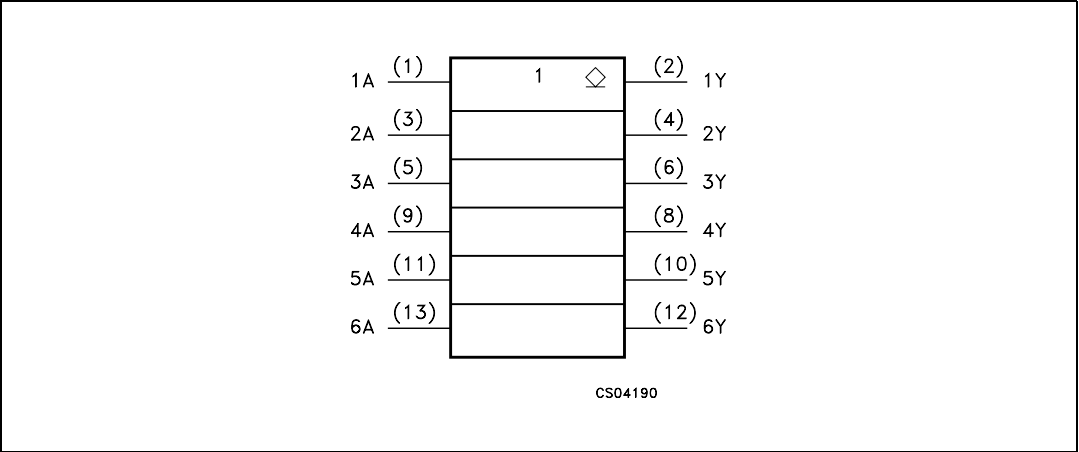 1A (1) 1 (2) 1Y
2A (3) (4) 2Y
3A (5) (6) 3Y
4A (9) (8) 4Y
5A (11) (10) 5Y
6A (13) (12) 6Y
CS04190